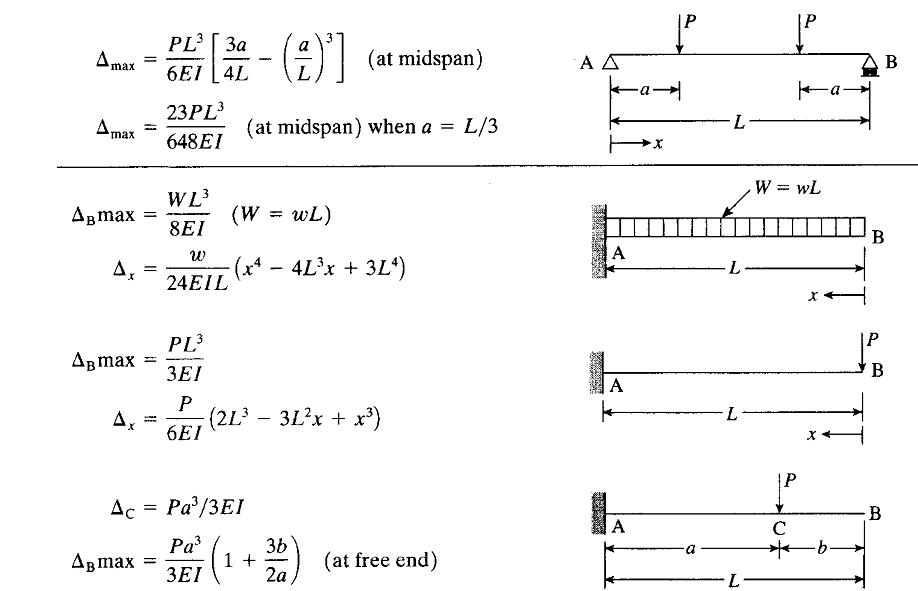 Δmax = PL³/6EI [3a/4L − (a/L)³] (at midspan)
Δmax = 23PL³/648EI (at midspan) when a = L/3
P P
A B
a a
L
x
ΔBmax = WL³/8EI (W = wL)
Δx = w/24EIL (x⁴ − 4L³x + 3L⁴)
W = wL
B
A
L
x
ΔBmax = PL³/3EI
Δx = P/6EI (2L³ − 3L²x + x³)
P
B
A
L
x
ΔC = Pa³/3EI
ΔBmax = Pa³/3EI (1 + 3b/2a) (at free end)
P
B
A C
a b
L